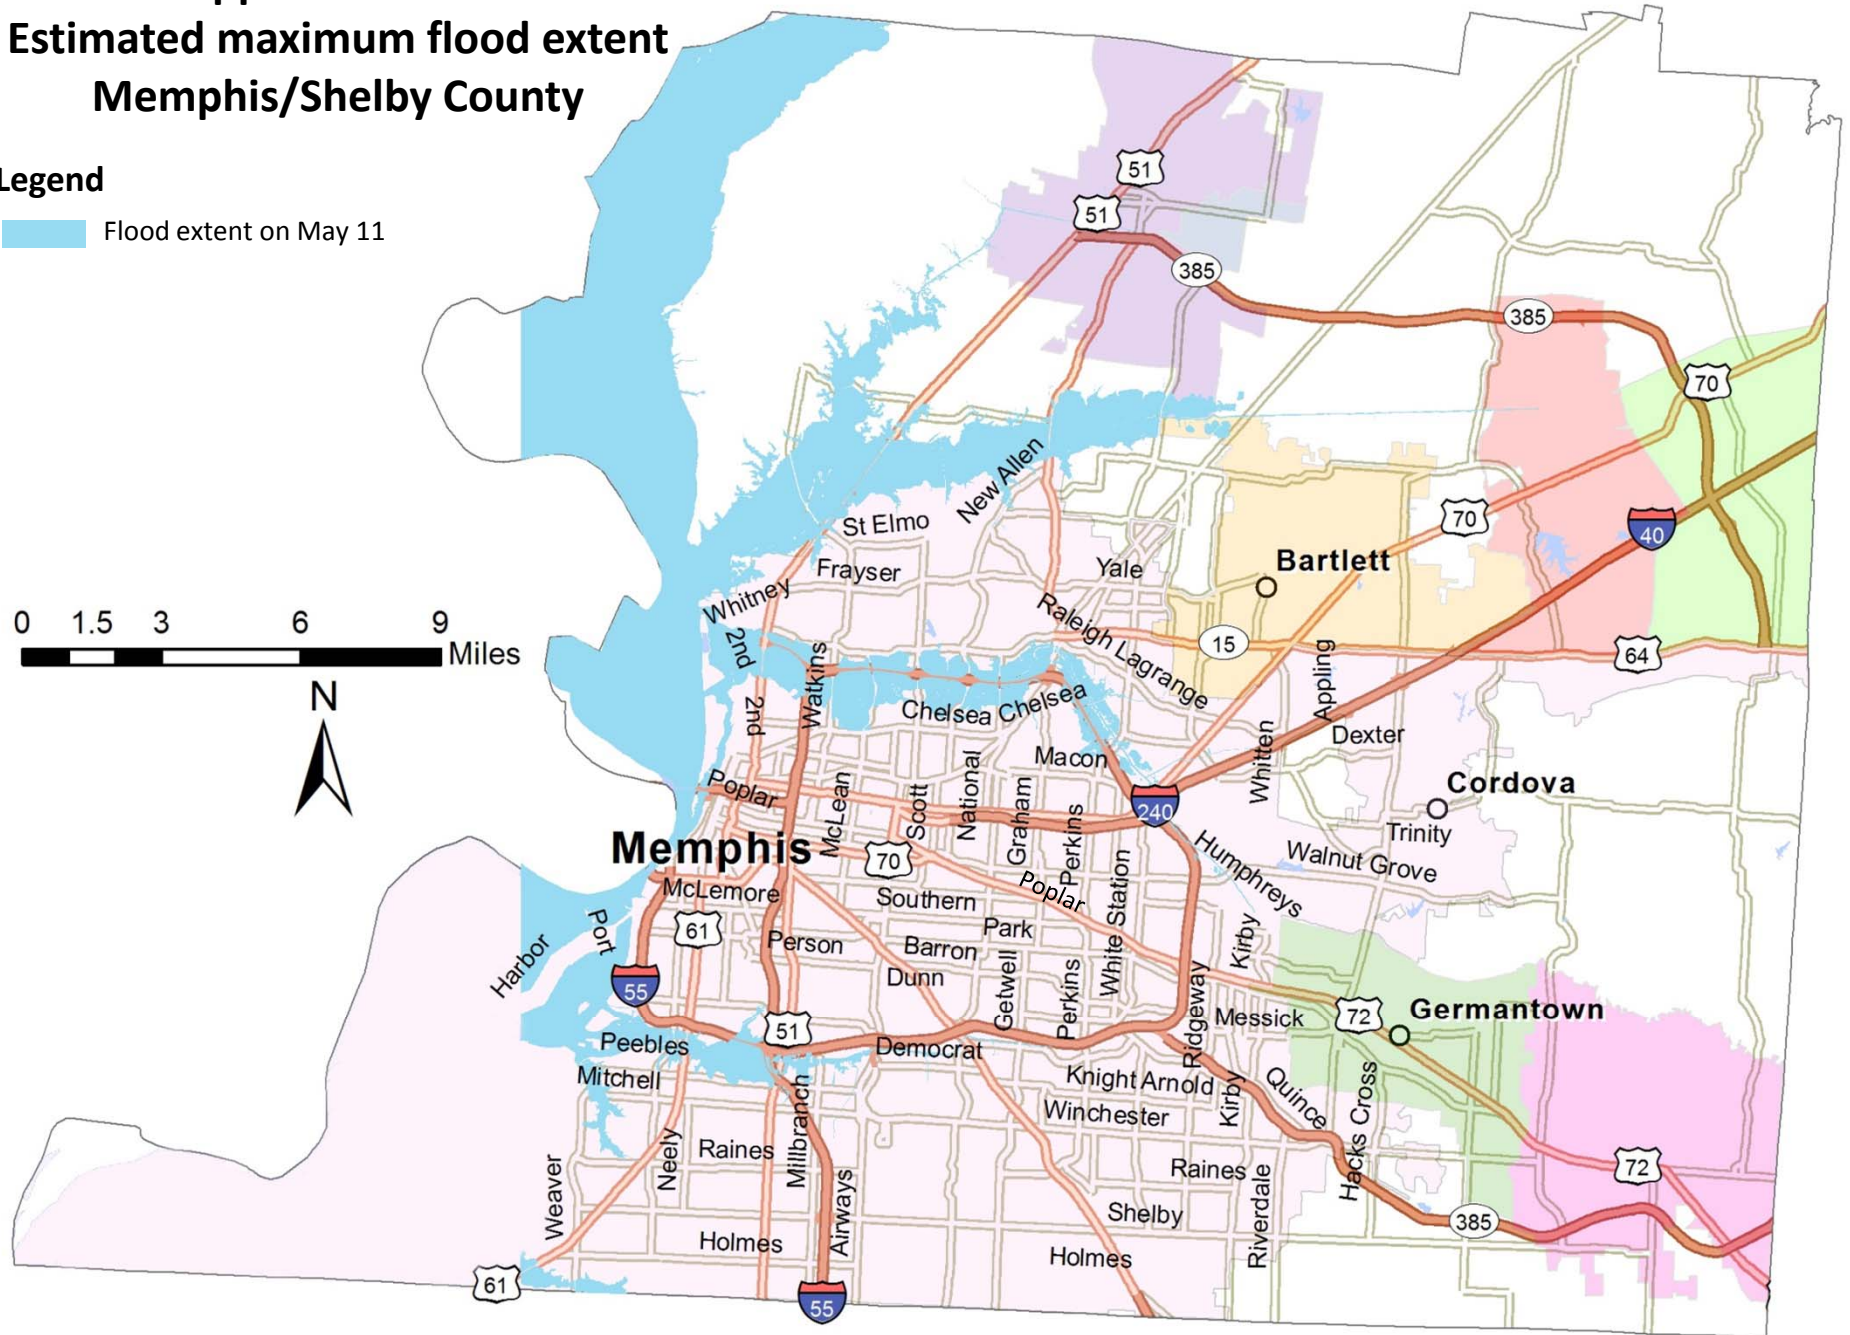 Estimated maximum flood extent
Memphis/Shelby County
Legend
Flood extent on May 11
0 1.5 3 6 9
Miles
N
51
51
385
385
70
New Allen
St Elmo
70
40
Frayser
Yale
Bartlett
Whitney
2nd
Raleigh Lagrange
15
64
Watkins
Appling
2nd
Chelsea Chelsea
Whitten
Dexter
Macon
Cordova
Poplar
McLean
Scott
National
Graham
Perkins
240
Trinity
Memphis
70
Humphreys
Walnut Grove
McLemore
Southern
Poplar
White Station
Port
61
Park
Person
Barron
Kirby
Harbor
Dunn
55
Getwell
Perkins
Ridgeway
Messick
72
Germantown
51
Peebles
Democrat
Mitchell
Knight Arnold
Kirby
Quince
Hacks Cross
Millbranch
Winchester
Neely
Raines
Raines
72
Weaver
Airways
Shelby
Riverdale
385
Holmes
Holmes
61
55